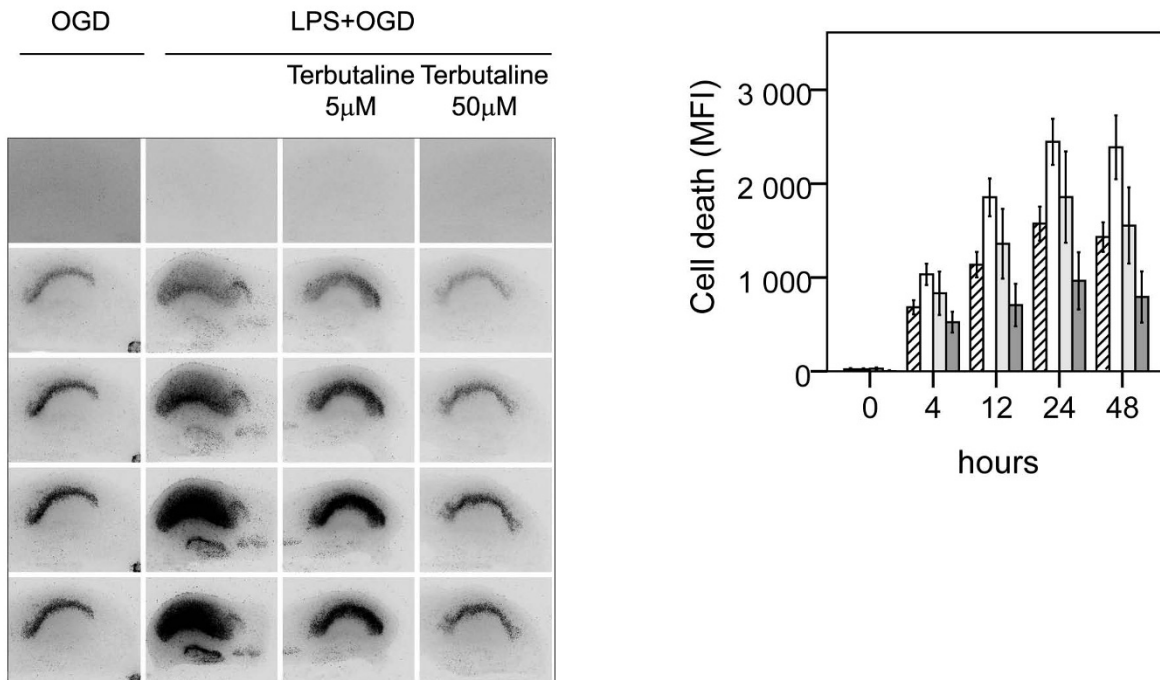 OGD
LPS+OGD
Terbutaline Terbutaline
5μM 50μM
Cell death (MFI)
3 000
2 000
1 000
0
0 4 12 24 48
hours